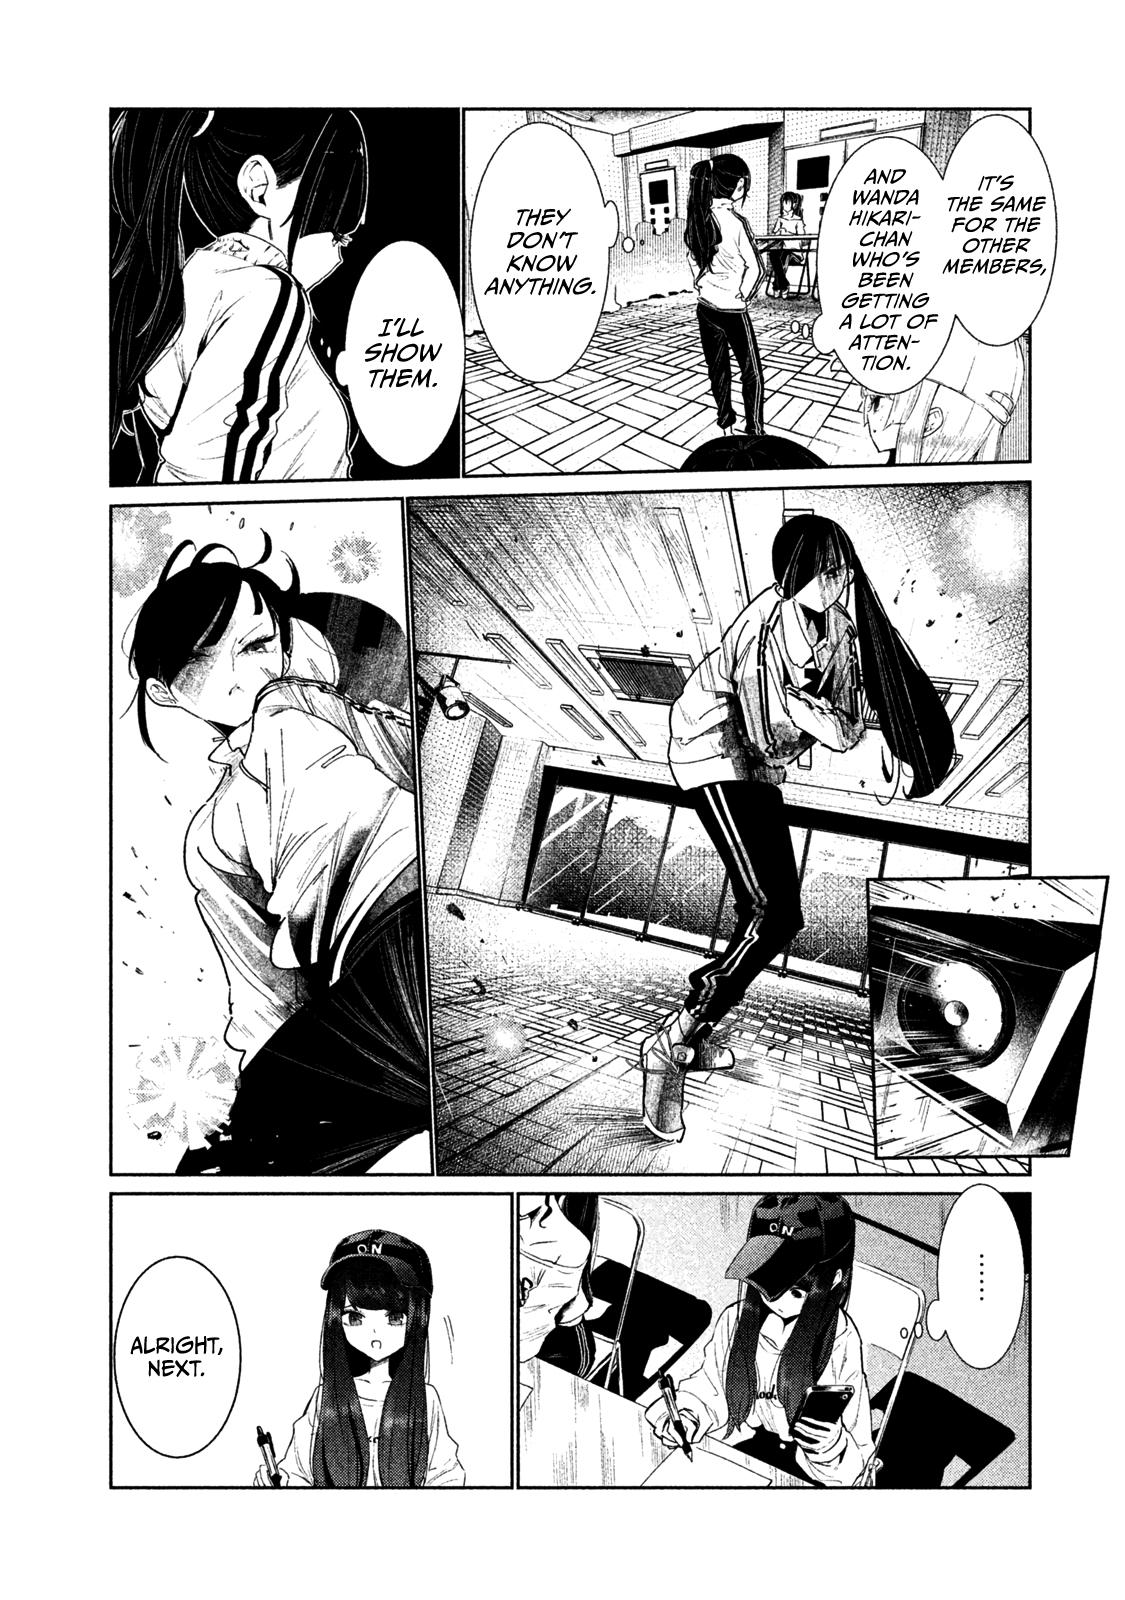 IT'S
THE SAME
FOR THE
OTHER
MEMBERS,
AND
WANDA
HIKARI-
CHAN
WHO'S
BEEN
GETTING
A LOT OF
ATTEN-
TION.
THEY
DON'T
KNOW
ANYTHING.
I'LL
SHOW
THEM.
......
ON
ALRIGHT,
NEXT.
ON